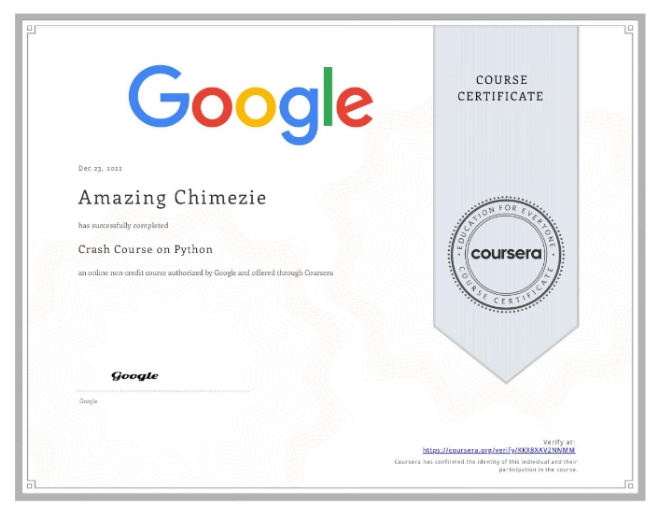 Google
COURSE
CERTIFICATE
Dec 23, 2022
Amazing Chimezie
has successfully completed
Crash Course on Python
an online non-credit course authorized by Google and offered through Coursera
EDUCATION FOR EVERYONE
coursera
COURSE CERTIFICATE
Google
Google
Verify at:
https://coursera.org/verify/KKX8XAV2NNMM
Coursera has confirmed the identity of this individual and their
participation in the course.